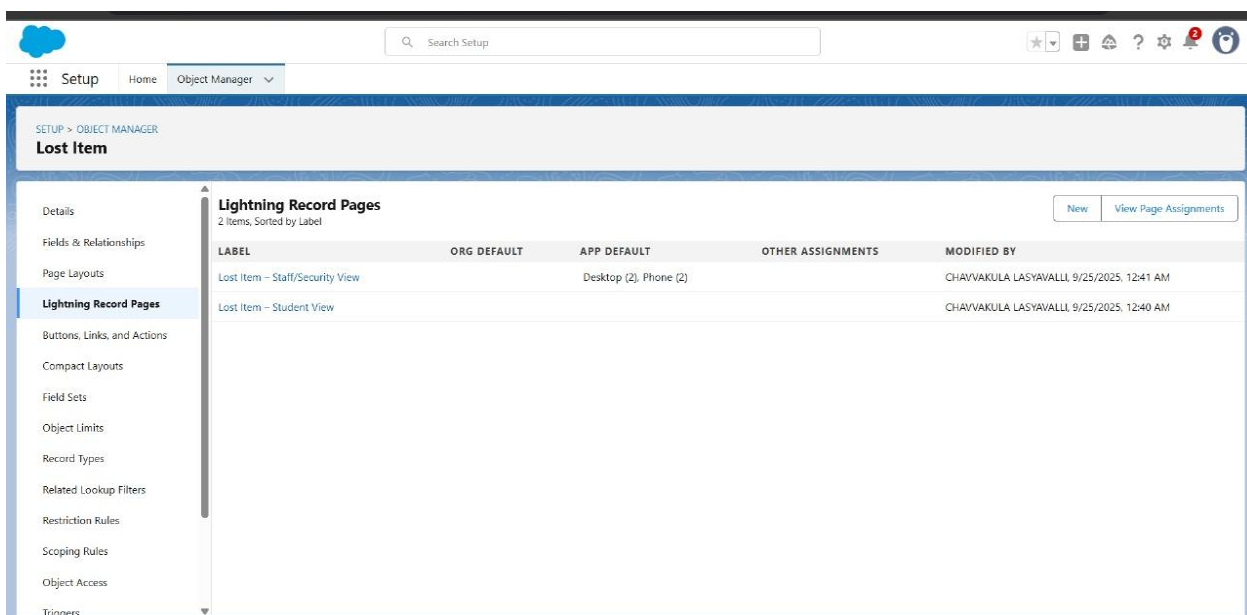 Search Setup
2
Setup
Home
Object Manager
SETUP > OBJECT MANAGER
Lost Item
Details
Fields & Relationships
Page Layouts
Lightning Record Pages
Buttons, Links, and Actions
Compact Layouts
Field Sets
Object Limits
Record Types
Related Lookup Filters
Restriction Rules
Scoping Rules
Object Access
Triggers
Lightning Record Pages
2 Items, Sorted by Label
New
View Page Assignments
LABEL ORG DEFAULT APP DEFAULT OTHER ASSIGNMENTS MODIFIED BY
Lost Item – Staff/Security View Desktop (2), Phone (2) CHAVVAKULA LASYAVALLI, 9/25/2025, 12:41 AM
Lost Item – Student View CHAVVAKULA LASYAVALLI, 9/25/2025, 12:40 AM